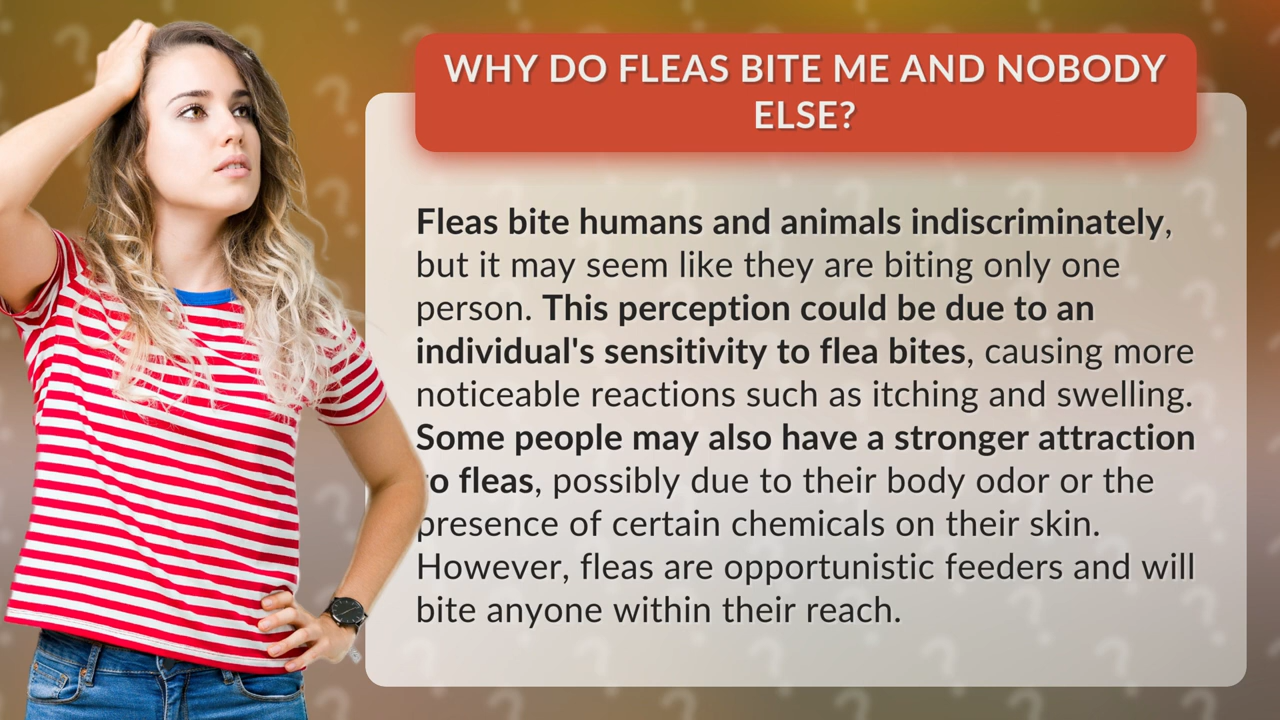 WHY DO FLEAS BITE ME AND NOBODY
ELSE?
Fleas bite humans and animals indiscriminately,
but it may seem like they are biting only one
person. This perception could be due to an
individual's sensitivity to flea bites, causing more
noticeable reactions such as itching and swelling.
Some people may also have a stronger attraction
to fleas, possibly due to their body odor or the
presence of certain chemicals on their skin.
However, fleas are opportunistic feeders and will
bite anyone within their reach.